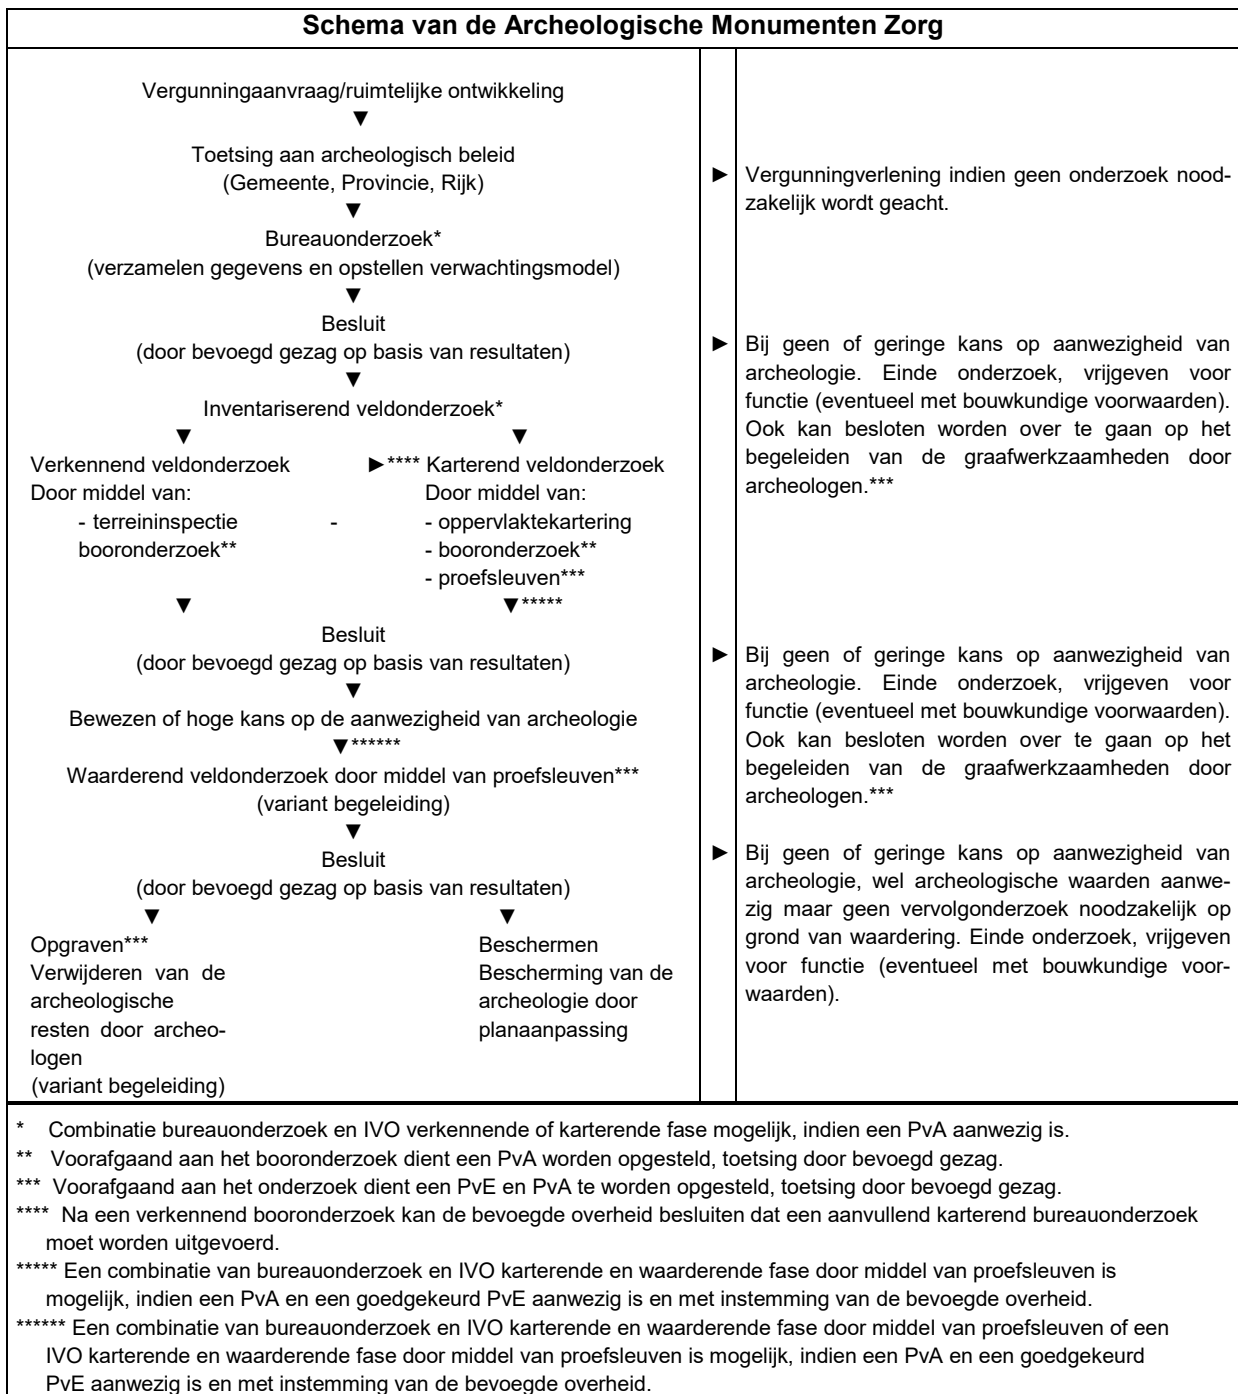 Schema van de Archeologische Monumenten Zorg
Vergunningaanvraag/ruimtelijke ontwikkeling
▼
Toetsing aan archeologisch beleid
(Gemeente, Provincie, Rijk)
▼
Bureauonderzoek*
(verzamelen gegevens en opstellen verwachtingsmodel)
▼
Besluit
(door bevoegd gezag op basis van resultaten)
▼
Inventariserend veldonderzoek*
▼ ▼
Verkennend veldonderzoek ►**** Karterend veldonderzoek
Door middel van: Door middel van:
- terreininspectie - - oppervlaktekartering
booronderzoek** - booronderzoek**
- proefsleuven***
▼ ▼*****
Besluit
(door bevoegd gezag op basis van resultaten)
▼
Bewezen of hoge kans op de aanwezigheid van archeologie
▼******
Waarderend veldonderzoek door middel van proefsleuven***
(variant begeleiding)
▼
Besluit
(door bevoegd gezag op basis van resultaten)
▼ ▼
Opgraven***
Verwijderen van de
archeologische
resten door archeo-
logen
(variant begeleiding)
Beschermen
Bescherming van de
archeologie door
planaanpassing
► Vergunningverlening indien geen onderzoek nood-
zakelijk wordt geacht.
► Bij geen of geringe kans op aanwezigheid van
archeologie. Einde onderzoek, vrijgeven voor
functie (eventueel met bouwkundige voorwaarden).
Ook kan besloten worden over te gaan op het
begeleiden van de graafwerkzaamheden door
archeologen.***
► Bij geen of geringe kans op aanwezigheid van
archeologie. Einde onderzoek, vrijgeven voor
functie (eventueel met bouwkundige voorwaarden).
Ook kan besloten worden over te gaan op het
begeleiden van de graafwerkzaamheden door
archeologen.***
► Bij geen of geringe kans op aanwezigheid van
archeologie, wel archeologische waarden aanwe-
zig maar geen vervolgonderzoek noodzakelijk op
grond van waardering. Einde onderzoek, vrijgeven
voor functie (eventueel met bouwkundige voor-
waarden).
* Combinatie bureauonderzoek en IVO verkennende of karterende fase mogelijk, indien een PvA aanwezig is.
** Voorafgaand aan het booronderzoek dient een PvA worden opgesteld, toetsing door bevoegd gezag.
*** Voorafgaand aan het onderzoek dient een PvE en PvA te worden opgesteld, toetsing door bevoegd gezag.
**** Na een verkennend booronderzoek kan de bevoegde overheid besluiten dat een aanvullend karterend bureauonderzoek
moet worden uitgevoerd.
***** Een combinatie van bureauonderzoek en IVO karterende en waarderende fase door middel van proefsleuven is
mogelijk, indien een PvA en een goedgekeurd PvE aanwezig is en met instemming van de bevoegde overheid.
****** Een combinatie van bureauonderzoek en IVO karterende en waarderende fase door middel van proefsleuven of een
IVO karterende en waarderende fase door middel van proefsleuven is mogelijk, indien een PvA en een goedgekeurd
PvE aanwezig is en met instemming van de bevoegde overheid.